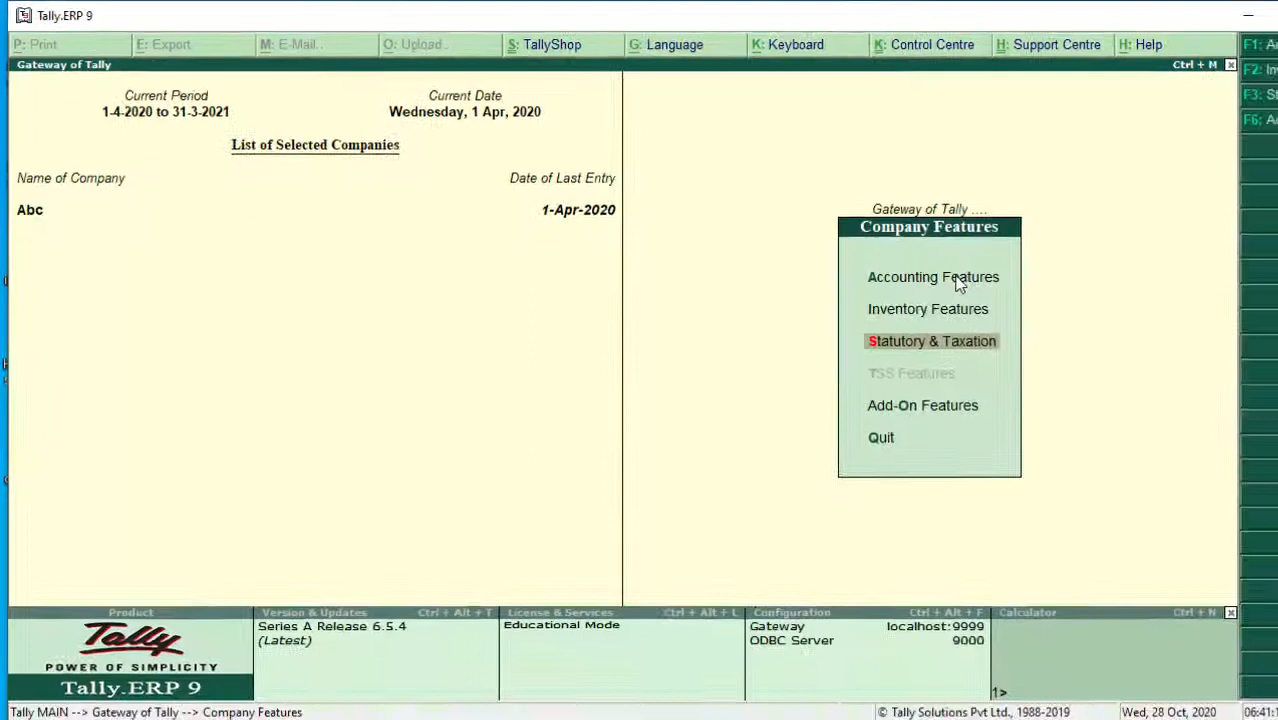 Tally.ERP 9
P: Print E: Export M: E-Mail.. O: Upload.. S: TallyShop G: Language K: Keyboard K: Control Centre H: Support Centre H: Help
Gateway of Tally Ctrl + M
Current Period Current Date
1-4-2020 to 31-3-2021 Wednesday, 1 Apr, 2020
List of Selected Companies
Name of Company Date of Last Entry
Abc 1-Apr-2020
Gateway of Tally ....
Company Features
Accounting Features
Inventory Features
Statutory & Taxation
TSS Features
Add-On Features
Quit
F1:
F2:
F3:
F6:
Product Version & Updates Ctrl + Alt + T License & Services Ctrl + Alt + L Configuration Ctrl + Alt + F Calculator Ctrl + N
Tally
POWER OF SIMPLICITY
Tally.ERP 9
Series A Release 6.5.4
(Latest)
Educational Mode
Gateway localhost:9999
ODBC Server 9000
1>
Tally MAIN --> Gateway of Tally --> Company Features © Tally Solutions Pvt Ltd., 1988-2019 Wed, 28 Oct, 2020 06:41:1